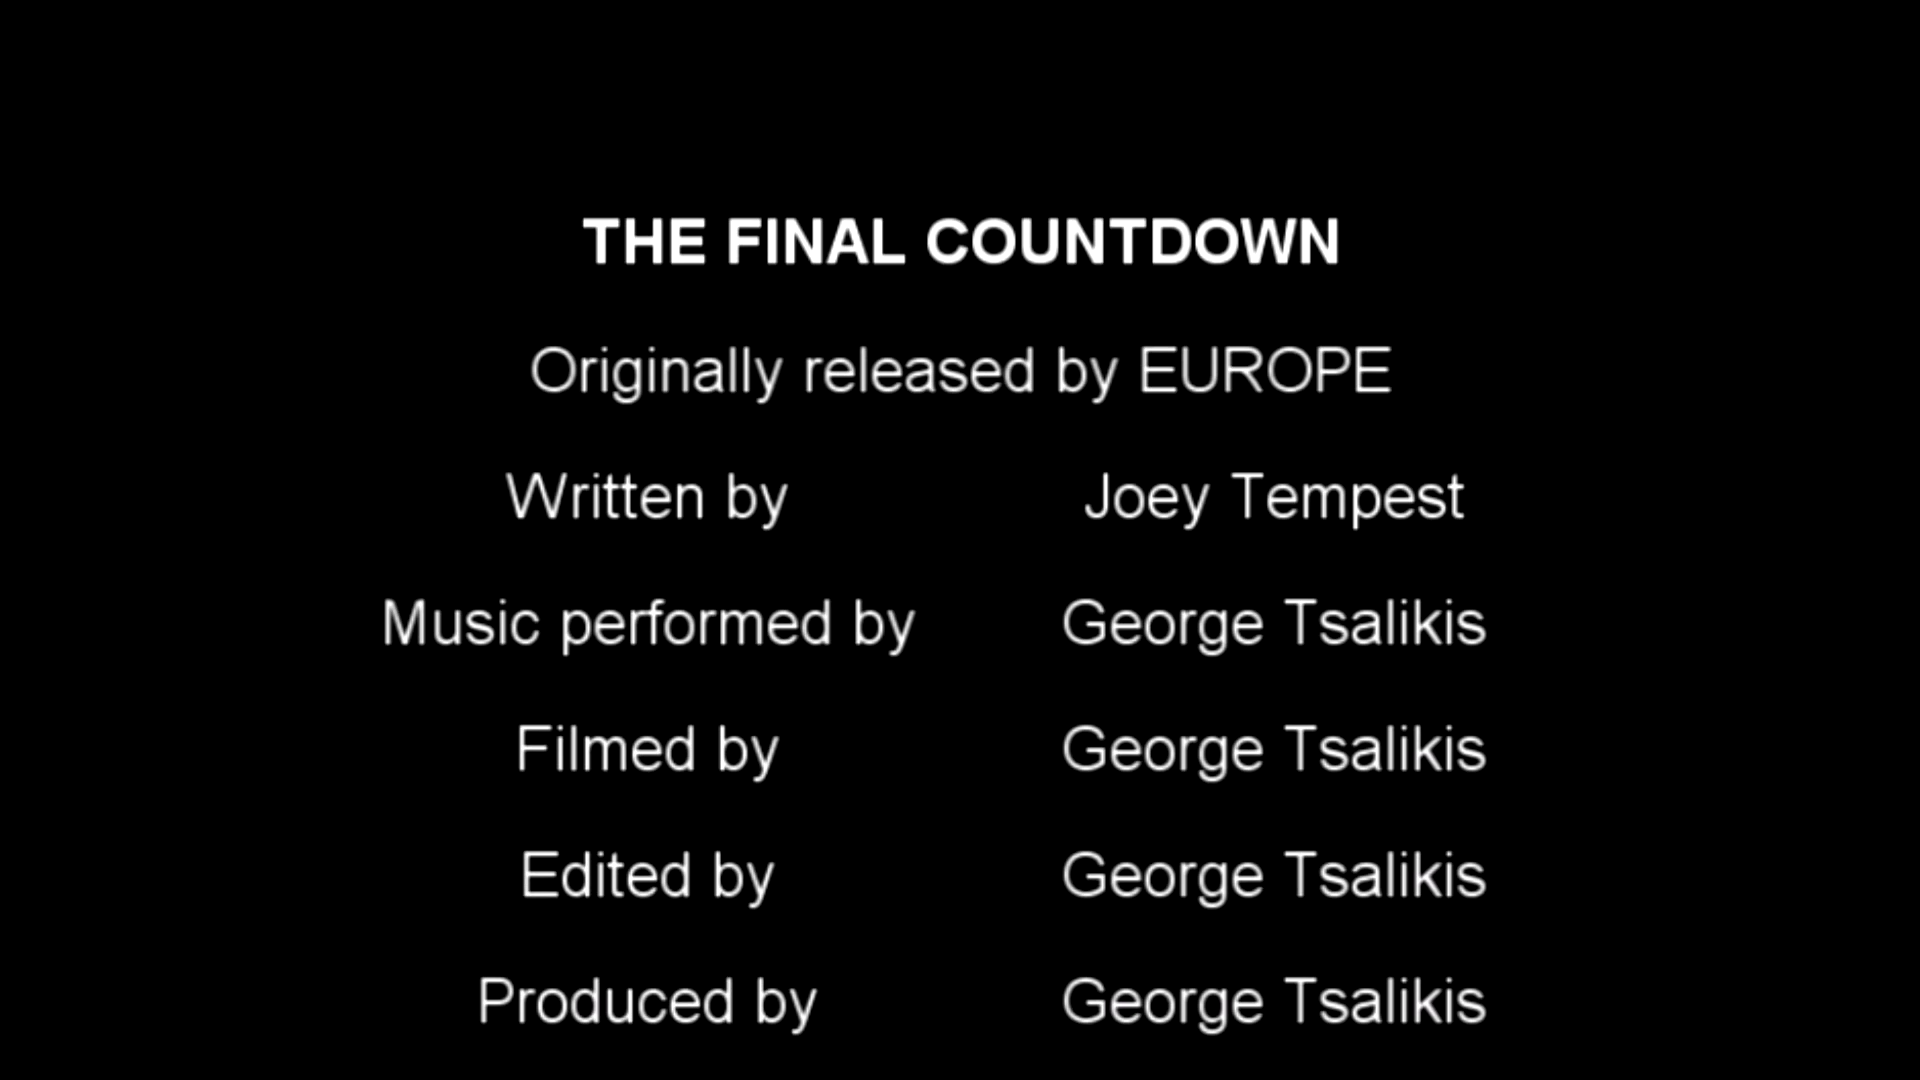 THE FINAL COUNTDOWN
Originally released by EUROPE
Written by Joey Tempest
Music performed by George Tsalikis
Filmed by George Tsalikis
Edited by George Tsalikis
Produced by George Tsalikis